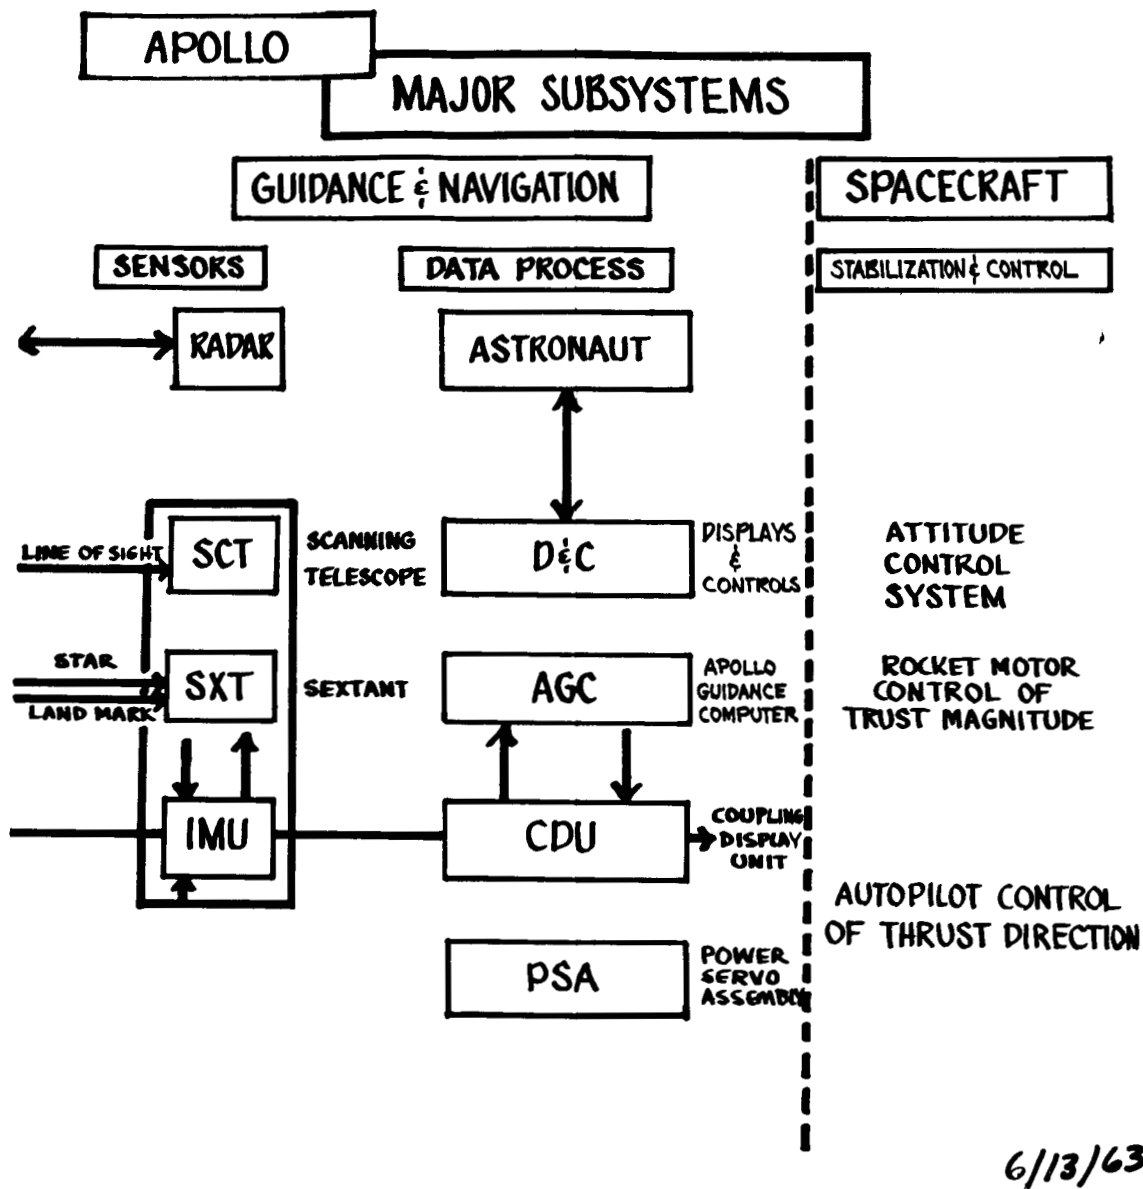 APOLLO
MAJOR SUBSYSTEMS
GUIDANCE & NAVIGATION
SPACECRAFT
SENSORS
DATA PROCESS
STABILIZATION & CONTROL
RADAR
ASTRONAUT
LINE OF SIGHT
SCT
SCANNING
TELESCOPE
D&C
DISPLAYS
&
CONTROLS
ATTITUDE
CONTROL
SYSTEM
STAR
LAND MARK
SXT
SEXTANT
AGC
APOLLO
GUIDANCE
COMPUTER
ROCKET MOTOR
CONTROL OF
TRUST MAGNITUDE
IMU
CDU
COUPLING
DISPLAY
UNIT
AUTOPILOT CONTROL
OF THRUST DIRECTION
PSA
POWER
SERVO
ASSEMBLY
6/13/63